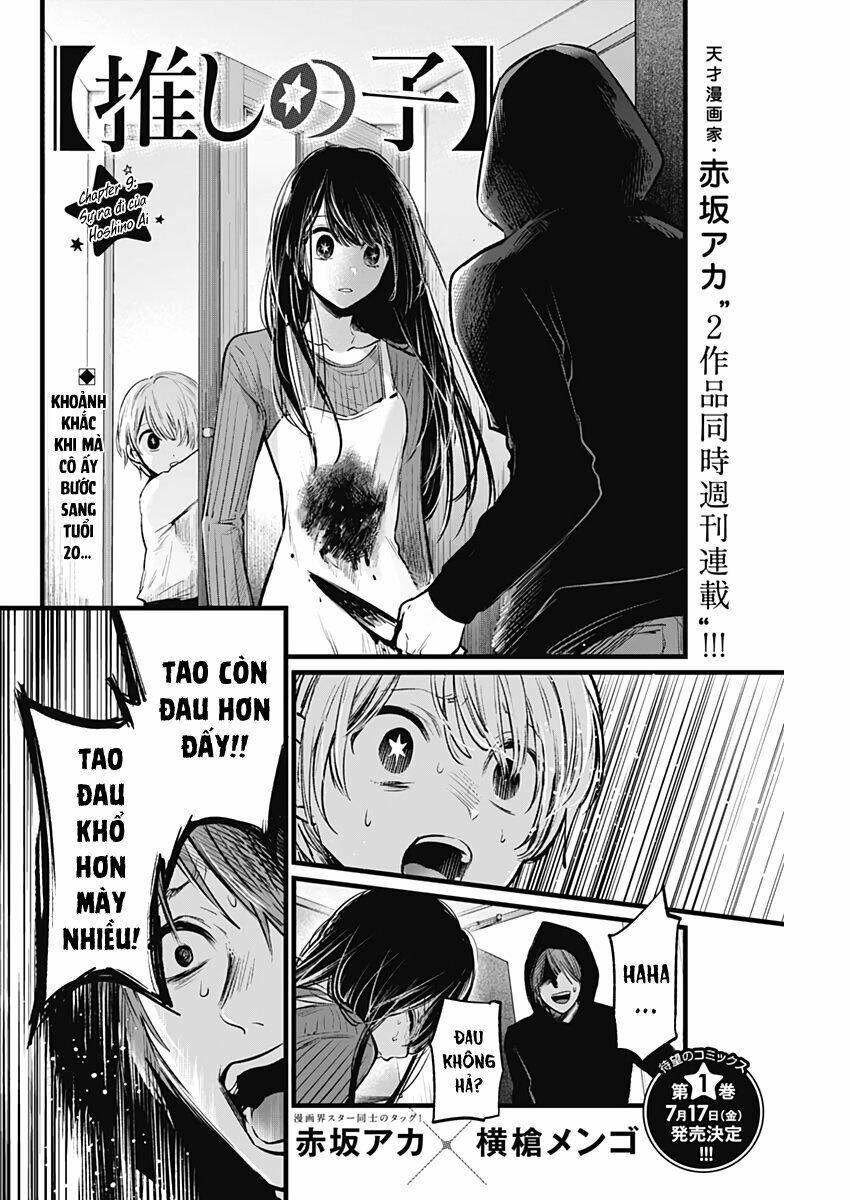 【推しの子】
天才漫画家・赤坂アカ
"2作品同時週刊連載"!!!
Chapter 9:
Sự ra đi của
Hoshino Ai
KHOẢNH
KHẮC
KHI MÀ
CÔ ẤY
BƯỚC
SANG
TUỔI
20...
TAO CÒN
ĐAU HƠN
ĐẤY!!
TAO
ĐAU
KHỔ
HƠN
MÀY
NHIỀU!
HAHA
...
ĐAU
KHÔNG
HẢ?
待望のコミックス
第1巻
7月17日(金)
発売決定
!!!
漫画界スター同士のタッグ!
赤坂アカ×横槍メンゴ